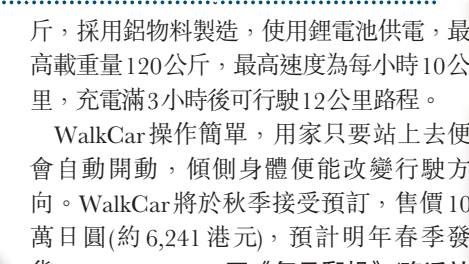 斤，採用鋁物料製造，使用鋰電池供電，最
高載重量120公斤，最高速度為每小時10公
里，充電滿3小時後可行駛12公里路程。
WalkCar操作簡單，用家只要站上去便
會自動開動，傾側身體便能改變行駛方
向。WalkCar將於秋季接受預訂，售價10
萬日圓(約6,241港元)，預計明年春季發